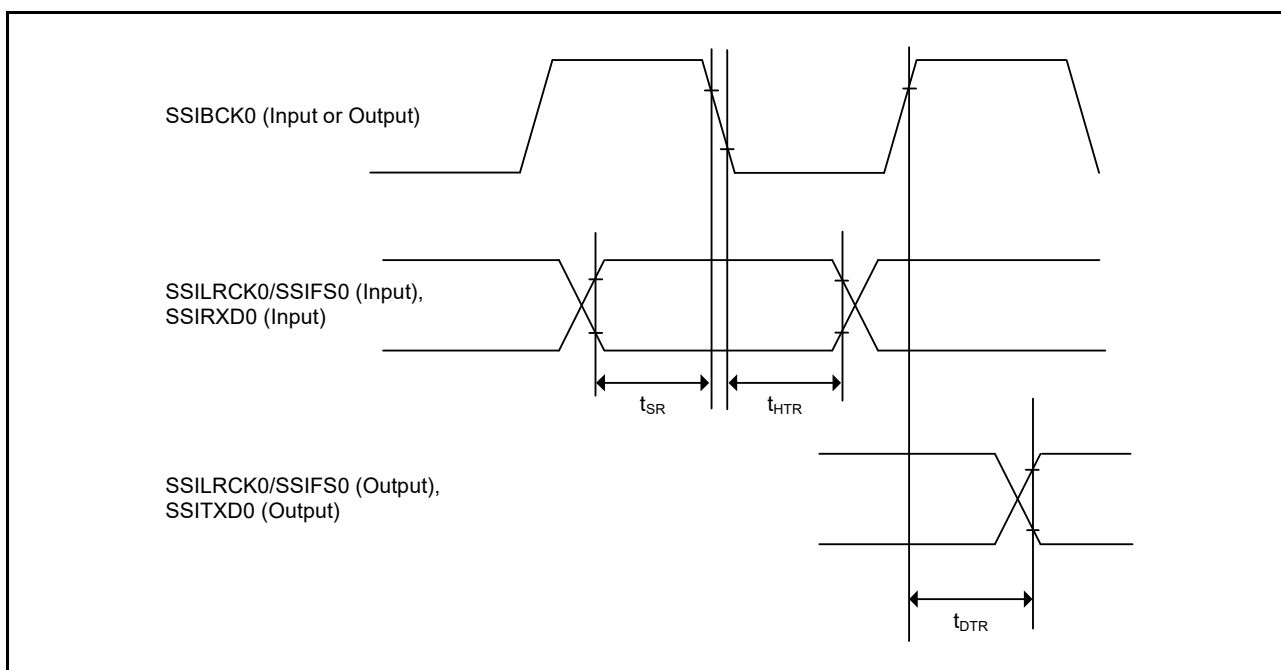 SSIBCK0 (Input or Output)
SSILRCK0/SSIFS0 (Input),
SSIRXD0 (Input)
tSR
tHTR
SSILRCK0/SSIFS0 (Output),
SSITXD0 (Output)
tDTR